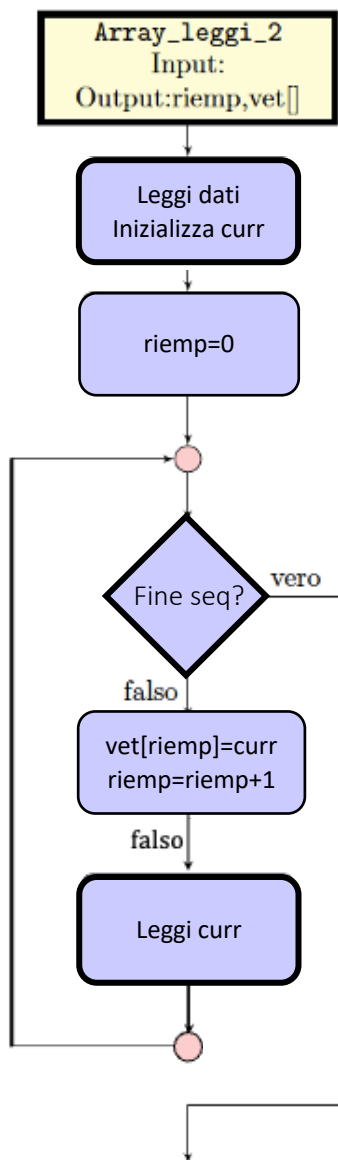 Array_leggi_2
Input:
Output:riemp,vet[]
Leggi dati
Inizializza curr
riemp=0
Fine seq?
vero
falso
vet[riemp]=curr
riemp=riemp+1
falso
Leggi curr